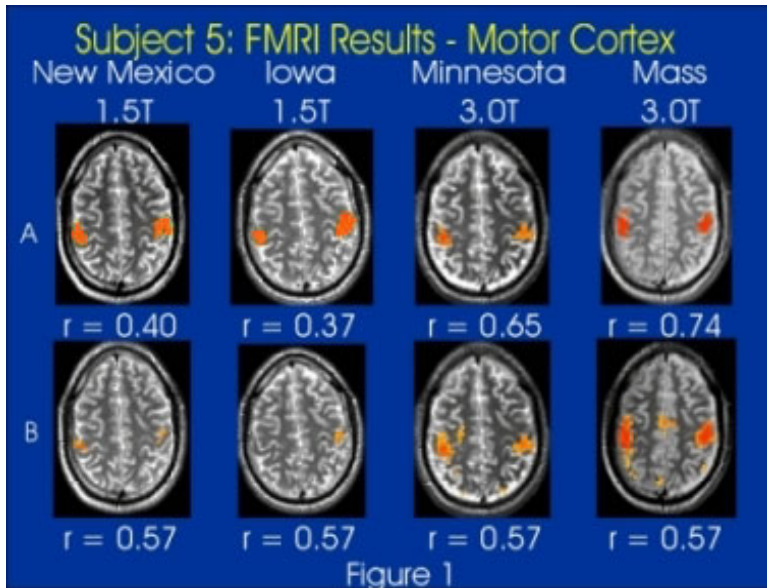 Subject 5: FMRI Results - Motor Cortex
New Mexico Iowa Minnesota Mass
1.5T 1.5T 3.0T 3.0T
A
r = 0.40 r = 0.37 r = 0.65 r = 0.74
B
r = 0.57 r = 0.57 r = 0.57 r = 0.57
Figure 1